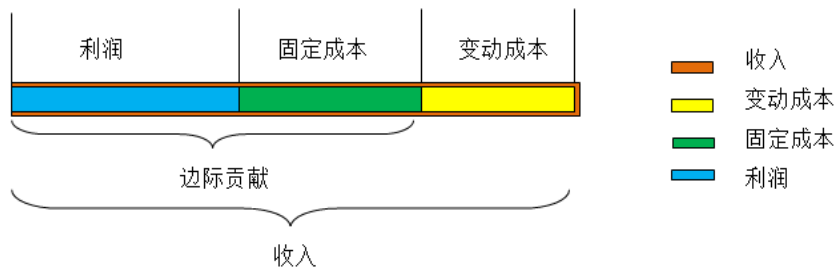 利润 固定成本 变动成本
边际贡献
收入
收入
变动成本
固定成本
利润